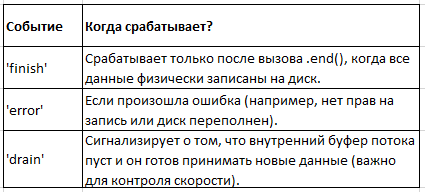 Событие Когда срабатывает?
Срабатывает только после вызова .end(), когда все
'finish' данные физически записаны на диск.
Если произошла ошибка (например, нет прав на
'error' запись или диск переполнен).
Сигнализирует о том, что внутренний буфер потока
пуст и он готов принимать новые данные (важно
'drain' для контроля скорости).